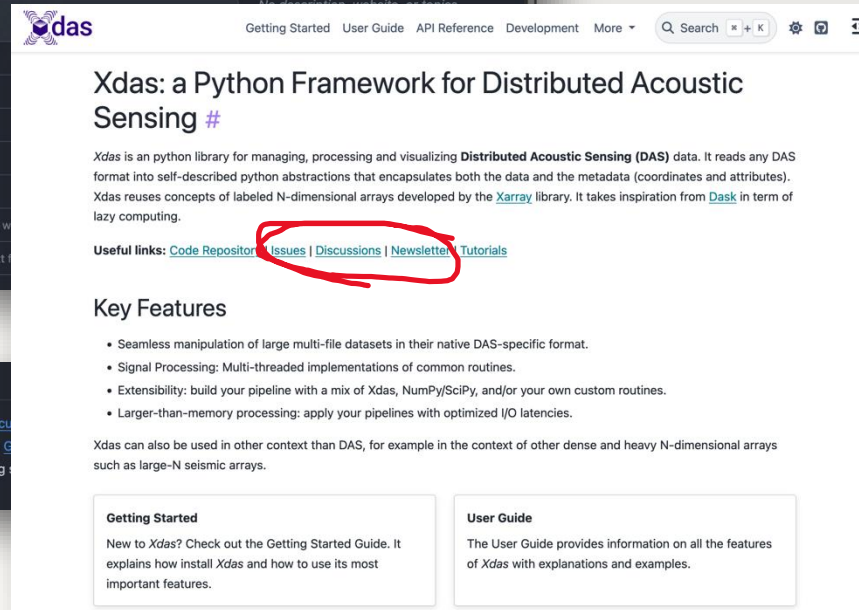 No description, website, or topics
Xdas
Getting Started User Guide API Reference Development More Search ⌘ + K
Xdas: a Python Framework for Distributed Acoustic
Sensing #
Xdas is an python library for managing, processing and visualizing Distributed Acoustic Sensing (DAS) data. It reads any DAS
format into self-described python abstractions that encapsulates both the data and the metadata (coordinates and attributes).
Xdas reuses concepts of labeled N-dimensional arrays developed by the Xarray library. It takes inspiration from Dask in term of
lazy computing.
Useful links: Code Repository | Issues | Discussions | Newsletter | Tutorials
Key Features
• Seamless manipulation of large multi-file datasets in their native DAS-specific format.
• Signal Processing: Multi-threaded implementations of common routines.
• Extensibility: build your pipeline with a mix of Xdas, NumPy/SciPy, and/or your own custom routines.
• Larger-than-memory processing: apply your pipelines with optimized I/O latencies.
Xdas can also be used in other context than DAS, for example in the context of other dense and heavy N-dimensional arrays
such as large-N seismic arrays.
Getting Started
New to Xdas? Check out the Getting Started Guide. It
explains how install Xdas and how to use its most
important features.
User Guide
The User Guide provides information on all the features
of Xdas with explanations and examples.